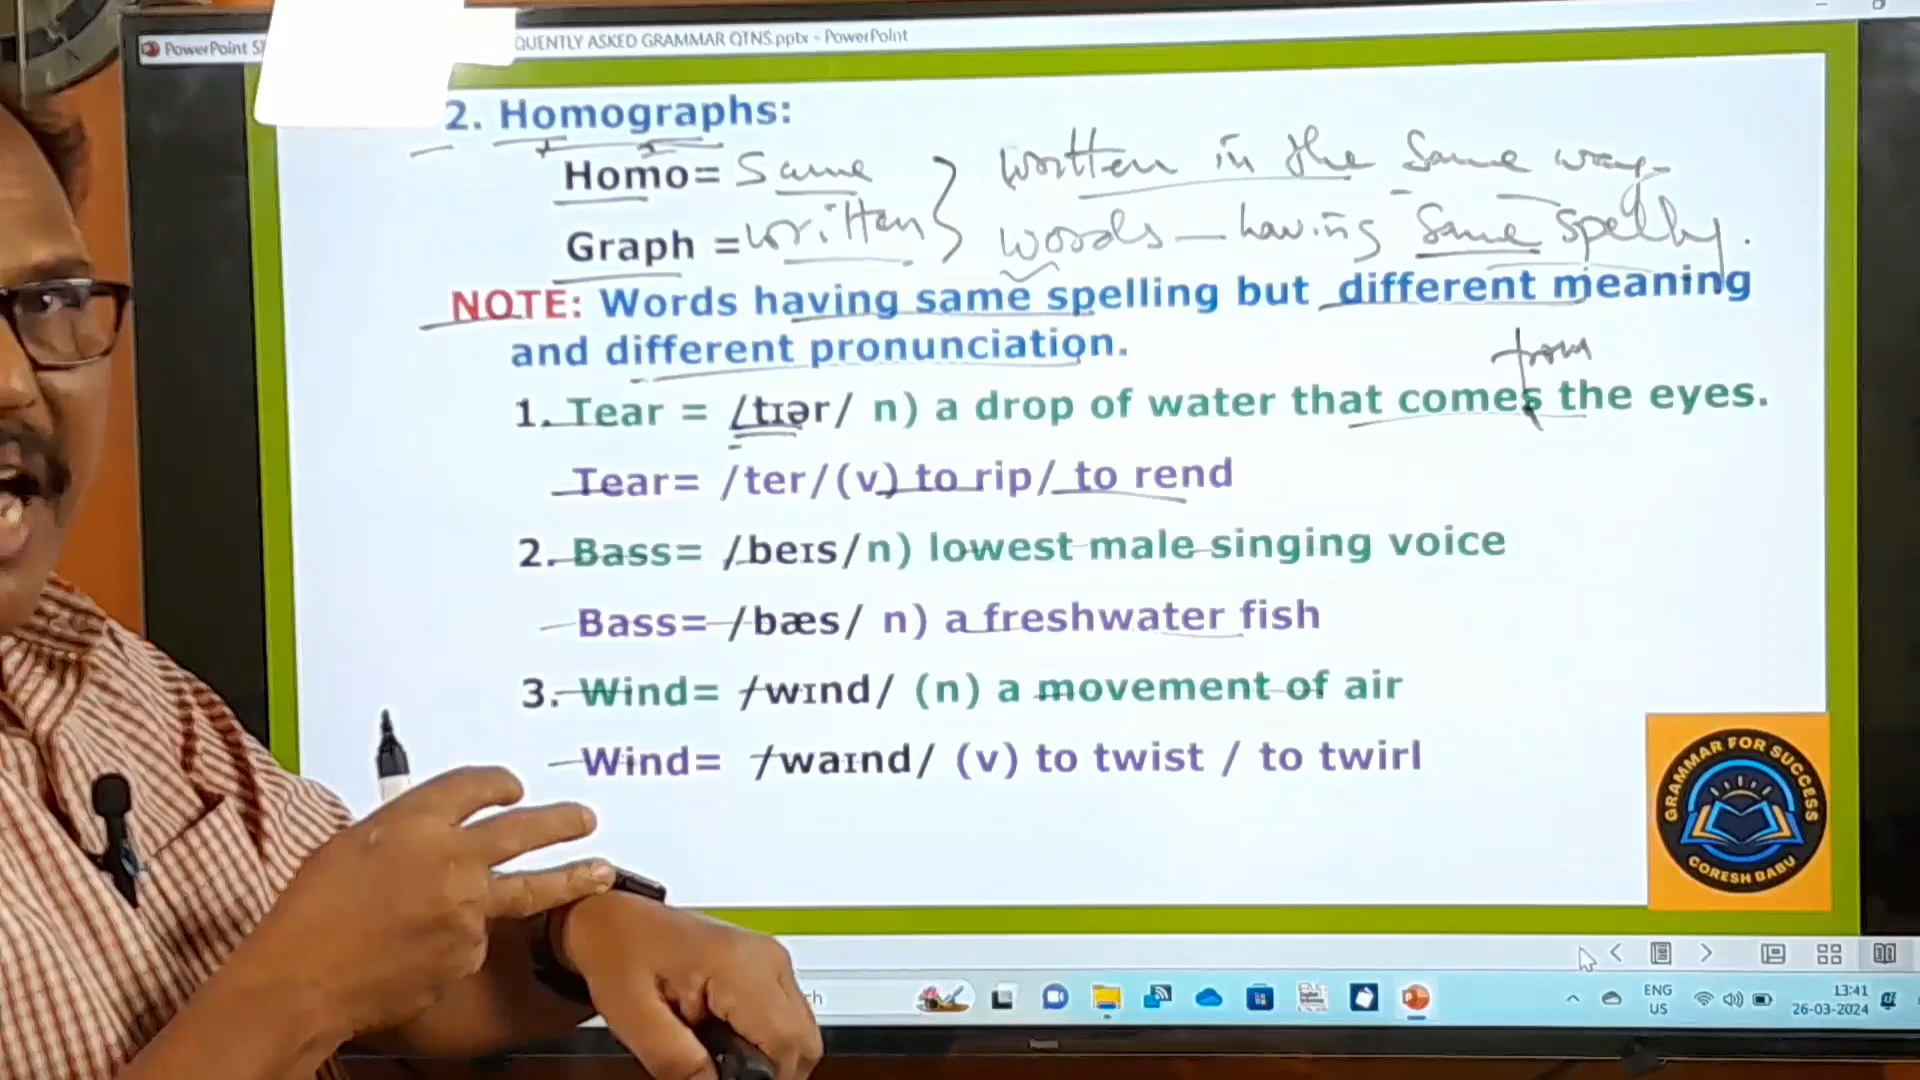 PowerPoint Sl
QUENTLY ASKED GRAMMAR QTNS.pptx - PowerPoint
2. Homographs:
Homo= Same } written in the same way
Graph = written } words - having same spelling.
NOTE: Words having same spelling but different meaning
and different pronunciation.
from
1. Tear = /tɪər/ n) a drop of water that comes the eyes.
Tear= /ter/(v) to rip/ to rend
2. Bass= /beɪs/n) lowest male singing voice
Bass= /bæs/ n) a freshwater fish
3. Wind= /wɪnd/ (n) a movement of air
Wind= /waɪnd/ (v) to twist / to twirl
GRAMMAR FOR SUCCESS
CORESH BABU
ch
ENG
US
13:41
26-03-2024